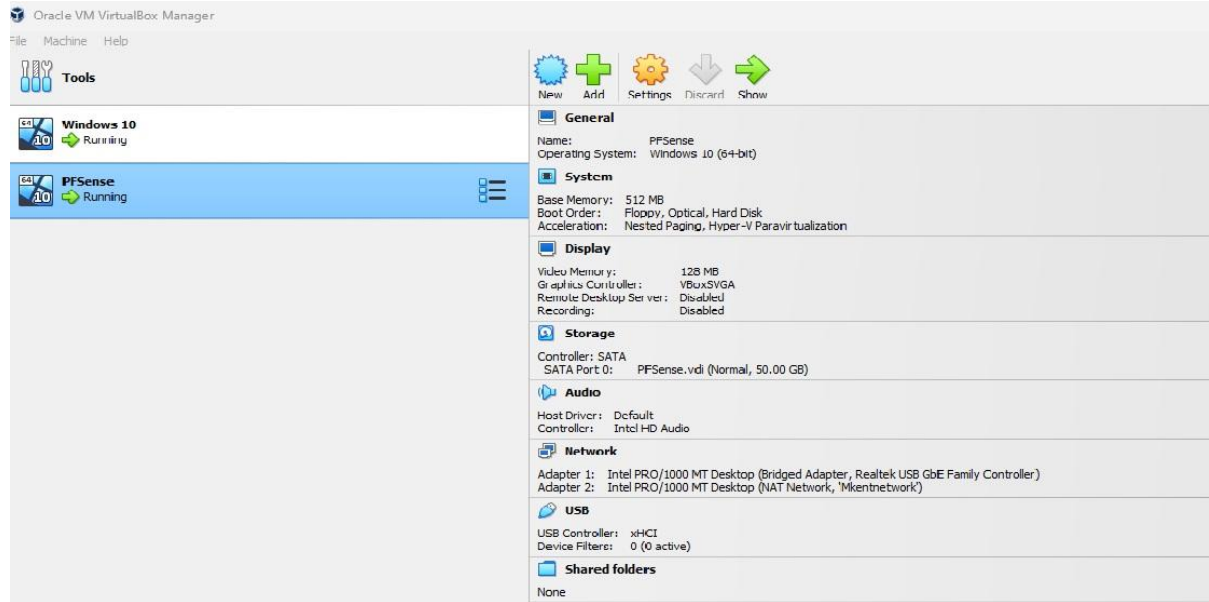 Oracle VM VirtualBox Manager
File Machine Help
Tools
Windows 10
Running
PFSense
Running
New Add Settings Discard Show
General
Name: PFSense
Operating System: Windows 10 (64-bit)
System
Base Memory: 512 MB
Boot Order: Floppy, Optical, Hard Disk
Acceleration: Nested Paging, Hyper-V Paravirtualization
Display
Video Memory: 128 MB
Graphics Controller: VBoxSVGA
Remote Desktop Server: Disabled
Recording: Disabled
Storage
Controller: SATA
SATA Port 0: PFSense.vdi (Normal, 50.00 GB)
Audio
Host Driver: Default
Controller: Intel HD Audio
Network
Adapter 1: Intel PRO/1000 MT Desktop (Bridged Adapter, Realtek USB GbE Family Controller)
Adapter 2: Intel PRO/1000 MT Desktop (NAT Network, 'Mkentnetwork')
USB
USB Controller: xHCI
Device Filters: 0 (0 active)
Shared folders
None